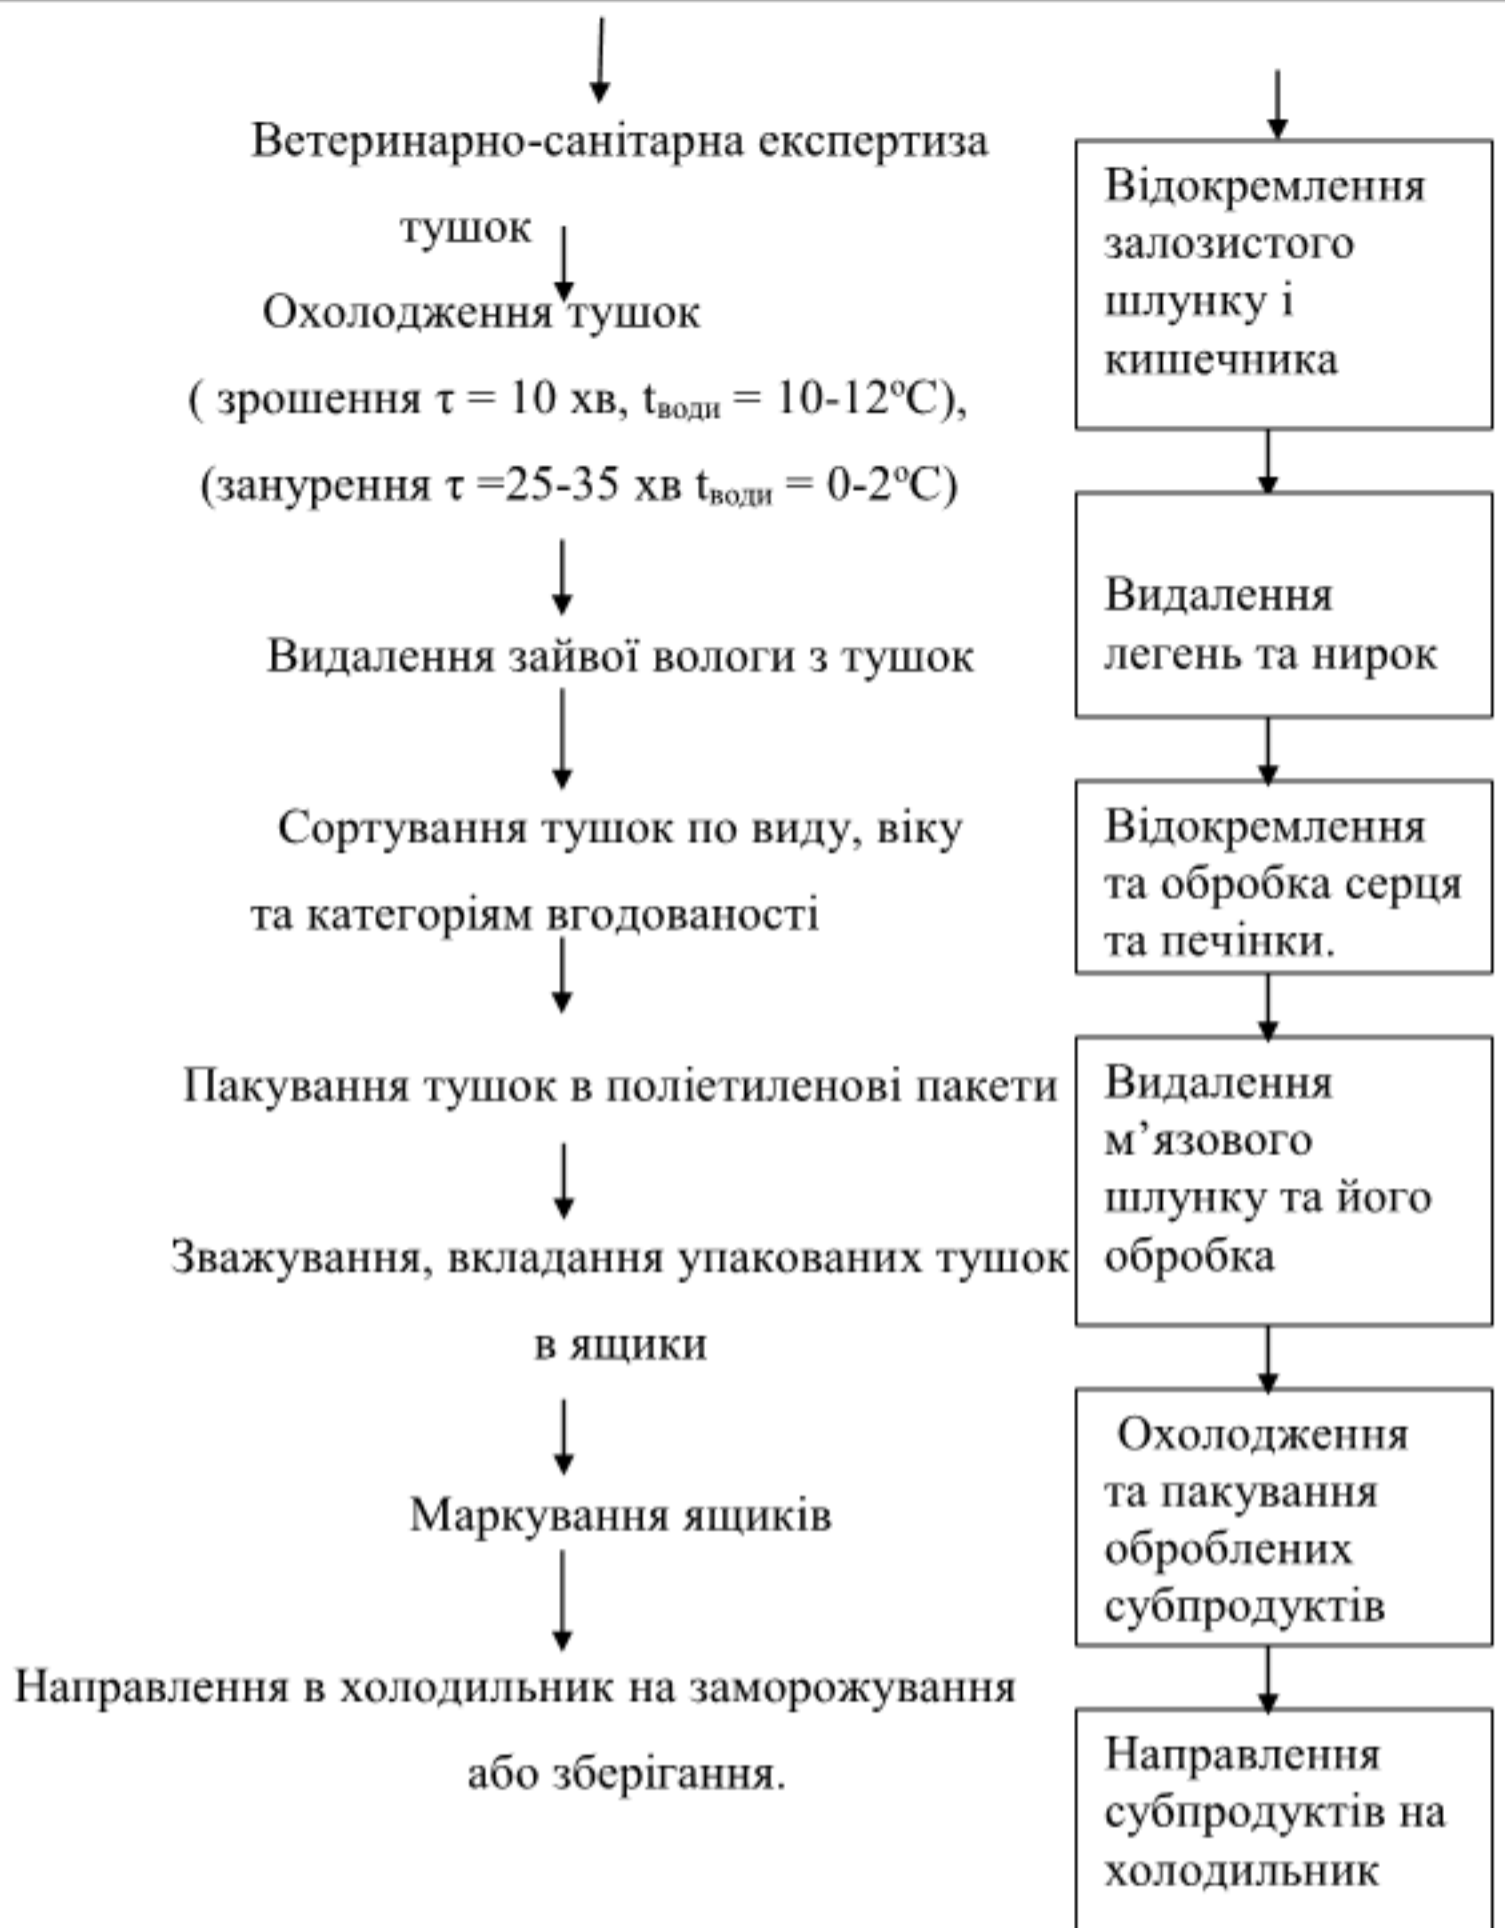 Ветеринарно-санітарна експертиза
тушок
Охолодження тушок
( зрошення τ = 10 хв, tводи = 10-12ºС),
(занурення τ =25-35 хв tводи = 0-2ºС)
Видалення зайвої вологи з тушок
Сортування тушок по виду, віку
та категоріям вгодованості
Пакування тушок в поліетиленові пакети
Зважування, вкладання упакованих тушок
в ящики
Маркування ящиків
Направлення в холодильник на заморожування
або зберігання.
Відокремлення
залозистого
шлунку і
кишечника
Видалення
легень та нирок
Відокремлення
та обробка серця
та печінки.
Видалення
м’язового
шлунку та його
обробка
Охолодження
та пакування
оброблених
субпродуктів
Направлення
субпродуктів на
холодильник